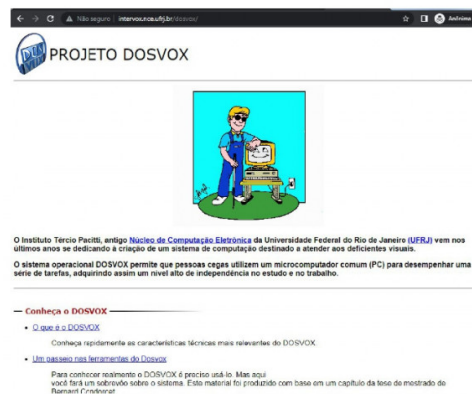 Não seguro | intervox.nce.ufrj.br/dosvox/
Anônima
DOS
VOX
PROJETO DOSVOX
O Instituto Tércio Pacitti, antigo Núcleo de Computação Eletrônica da Universidade Federal do Rio de Janeiro (UFRJ) vem nos
últimos anos se dedicando à criação de um sistema de computação destinado a atender aos deficientes visuais.
O sistema operacional DOSVOX permite que pessoas cegas utilizem um microcomputador comum (PC) para desempenhar uma
série de tarefas, adquirindo assim um nível alto de independência no estudo e no trabalho.
Conheça o DOSVOX
• O que é o DOSVOX
Conheça rapidamente as características técnicas mais relevantes do DOSVOX
• Um passeio nas ferramentas do Dosvox
Para conhecer realmente o DOSVOX é preciso usá-lo. Mas aqui
você fará um sobrevôo sobre o sistema. Este material foi produzido com base em um capítulo da tese de mestrado de
Bernard Condorcet